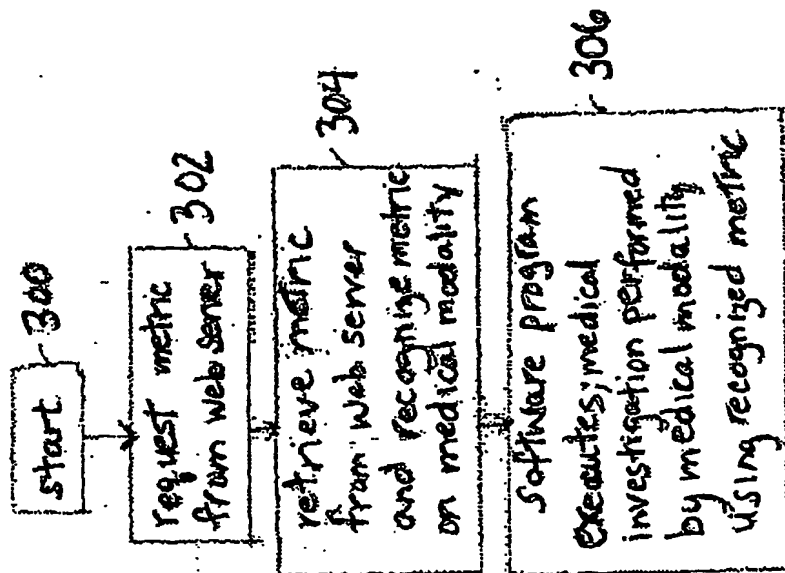 start
300
request metric
from web server
302
retrieve metric
from web server
and recognize metric
on medical modality
304
software program
executes; medical
investigation performed
by medical modality
using recognized metric
306